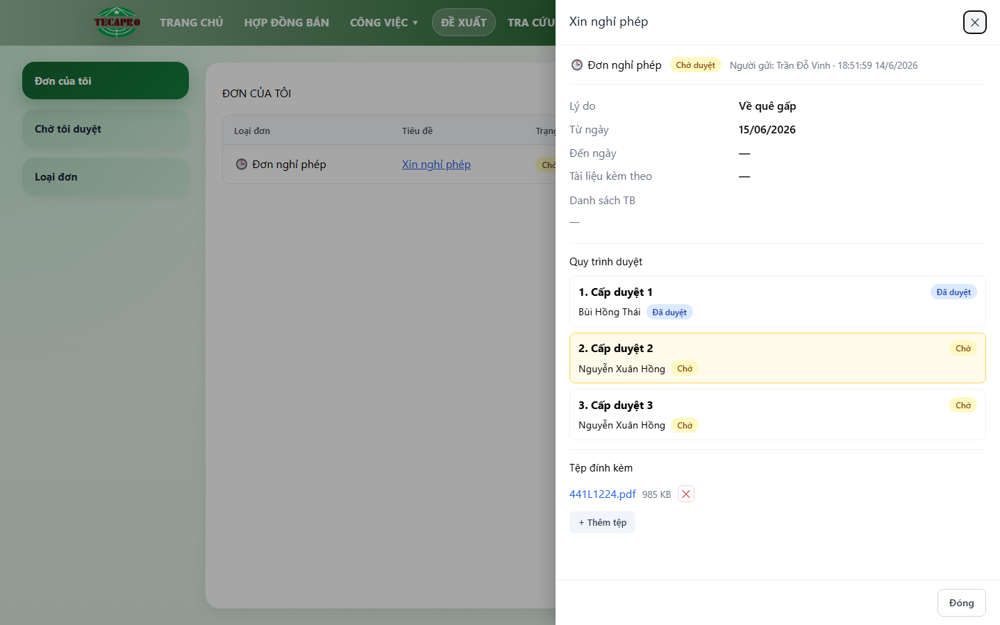 TECAPRO
TRANG CHỦ
HỢP ĐỒNG BÁN
CÔNG VIỆC ▼
ĐỀ XUẤT
TRA CỨU
Đơn của tôi
Chờ tôi duyệt
Loại đơn
ĐƠN CỦA TÔI
Loại đơn Tiêu đề
Đơn nghỉ phép Xin nghỉ phép
Xin nghỉ phép
Đơn nghỉ phép Chờ duyệt Người gửi: Trần Đỗ Vinh · 18:51:59 14/6/2026
Lý do Về quê gấp
Từ ngày 15/06/2026
Đến ngày —
Tài liệu kèm theo —
Danh sách TB
—
Quy trình duyệt
1. Cấp duyệt 1 Đã duyệt
Bùi Hồng Thái Đã duyệt
2. Cấp duyệt 2 Chờ
Nguyễn Xuân Hồng Chờ
3. Cấp duyệt 3 Chờ
Nguyễn Xuân Hồng Chờ
Tệp đính kèm
441L1224.pdf 985 KB
+ Thêm tệp
Đóng